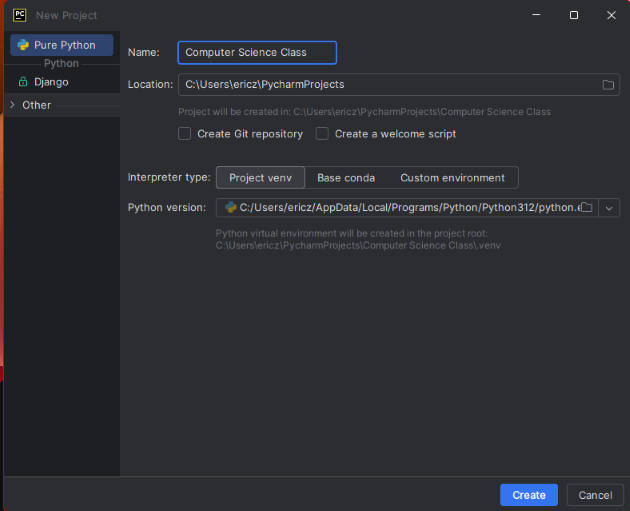 PC New Project
Pure Python
Python
Django
Other
Name: Computer Science Class
Location: C:\Users\ericz\PycharmProjects
Project will be created in: C:\Users\ericz\PycharmProjects\Computer Science Class
Create Git repository Create a welcome script
Interpreter type: Project venv Base conda Custom environment
Python version: C:/Users/ericz/AppData/Local/Programs/Python/Python312/python.e
Python virtual environment will be created in the project root:
C:\Users\ericz\PycharmProjects\Computer Science Class\.venv
Create Cancel